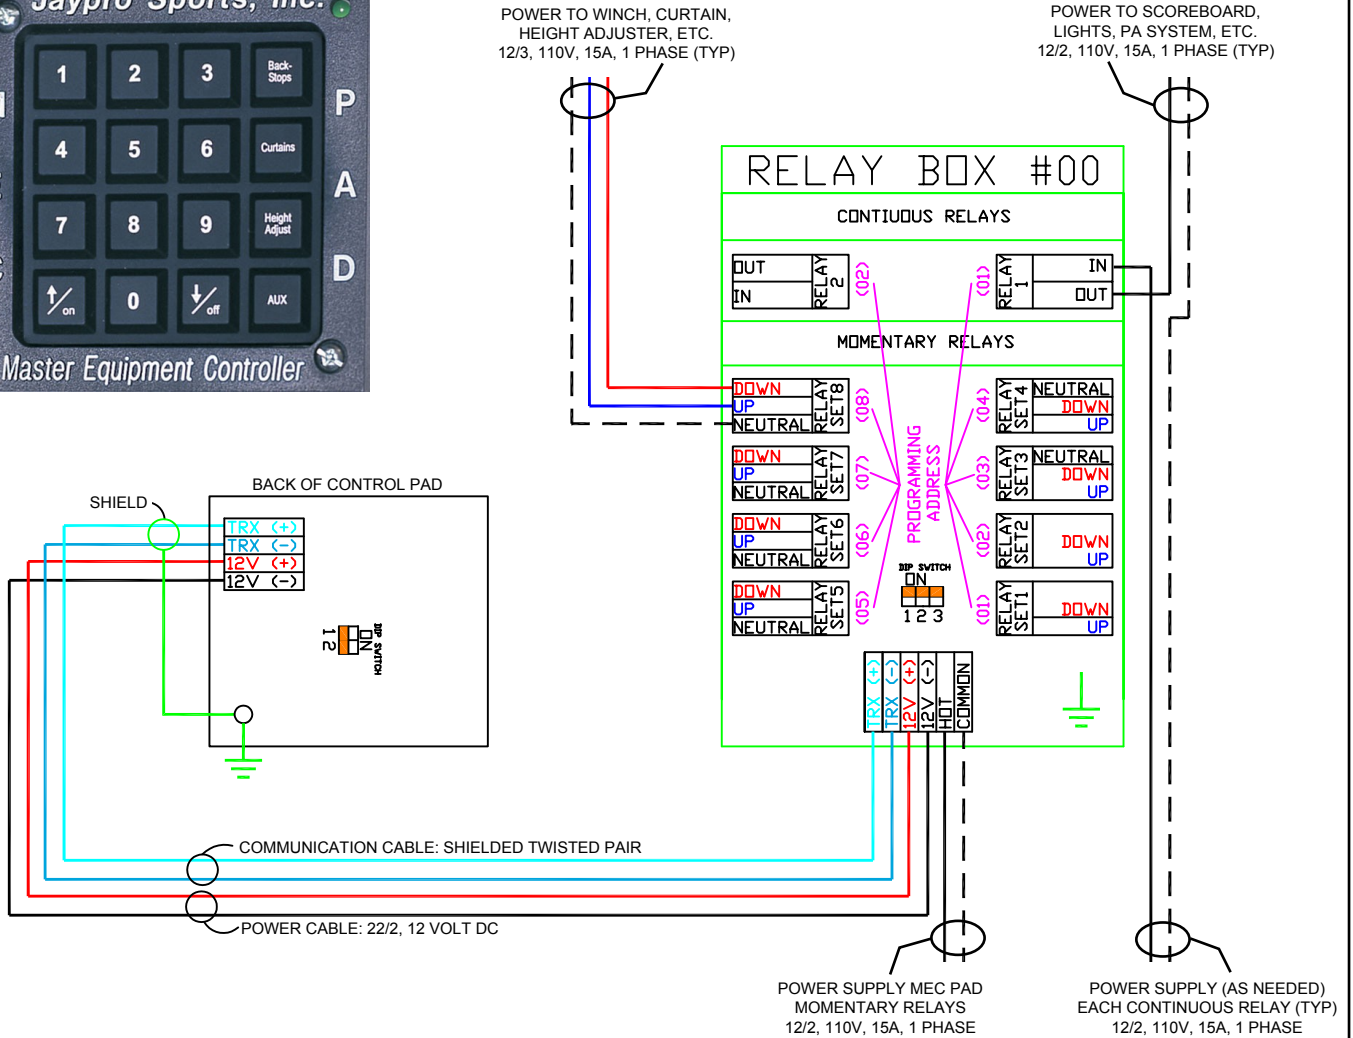 Jaypro Sports, Inc.
1 2 3 Back-
Stops
4 5 6 Curtains
7 8 9 Height
Adjust
/on 0 /off AUX
P
A
D
Master Equipment Controller
POWER TO WINCH, CURTAIN,
HEIGHT ADJUSTER, ETC.
12/3, 110V, 15A, 1 PHASE (TYP)
POWER TO SCOREBOARD,
LIGHTS, PA SYSTEM, ETC.
12/2, 110V, 15A, 1 PHASE (TYP)
RELAY BOX #00
CONTIUOUS RELAYS
OUT
IN
RELAY
2
(02)
(01)
RELAY
1
IN
OUT
MOMENTARY RELAYS
DOWN
UP
NEUTRAL
RELAY
SET8
(08)
(04)
RELAY
SET4
NEUTRAL
DOWN
UP
DOWN
UP
NEUTRAL
RELAY
SET7
(07)
(03)
RELAY
SET3
NEUTRAL
DOWN
UP
DOWN
UP
NEUTRAL
RELAY
SET6
(06)
(02)
RELAY
SET2
DOWN
UP
DOWN
UP
NEUTRAL
RELAY
SET5
(05)
(01)
RELAY
SET1
DOWN
UP
PROGRAMMING
ADDRESS
DIP SWITCH
ON
1 2 3
TRX (+)
TRX (-)
12V (+)
12V (-)
HOT
COMMON
BACK OF CONTROL PAD
SHIELD
TRX (+)
TRX (-)
12V (+)
12V (-)
1 2
ON
DIP SWITCH
COMMUNICATION CABLE: SHIELDED TWISTED PAIR
POWER CABLE: 22/2, 12 VOLT DC
POWER SUPPLY MEC PAD
MOMENTARY RELAYS
12/2, 110V, 15A, 1 PHASE
POWER SUPPLY (AS NEEDED)
EACH CONTINUOUS RELAY (TYP)
12/2, 110V, 15A, 1 PHASE